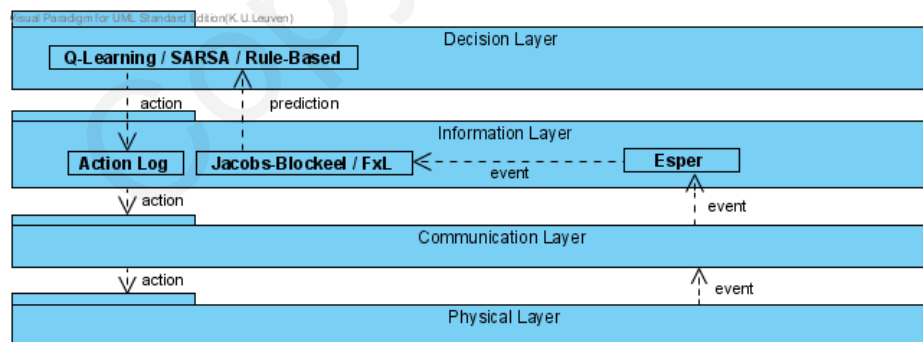 Visual Paradigm for UML Standard Edition(K.U.Leuven)
Decision Layer
Q-Learning / SARSA / Rule-Based
action
prediction
Information Layer
Action Log
Jacobs-Blockeel / FxL
event
Esper
action
event
Communication Layer
action
event
Physical Layer
Copy